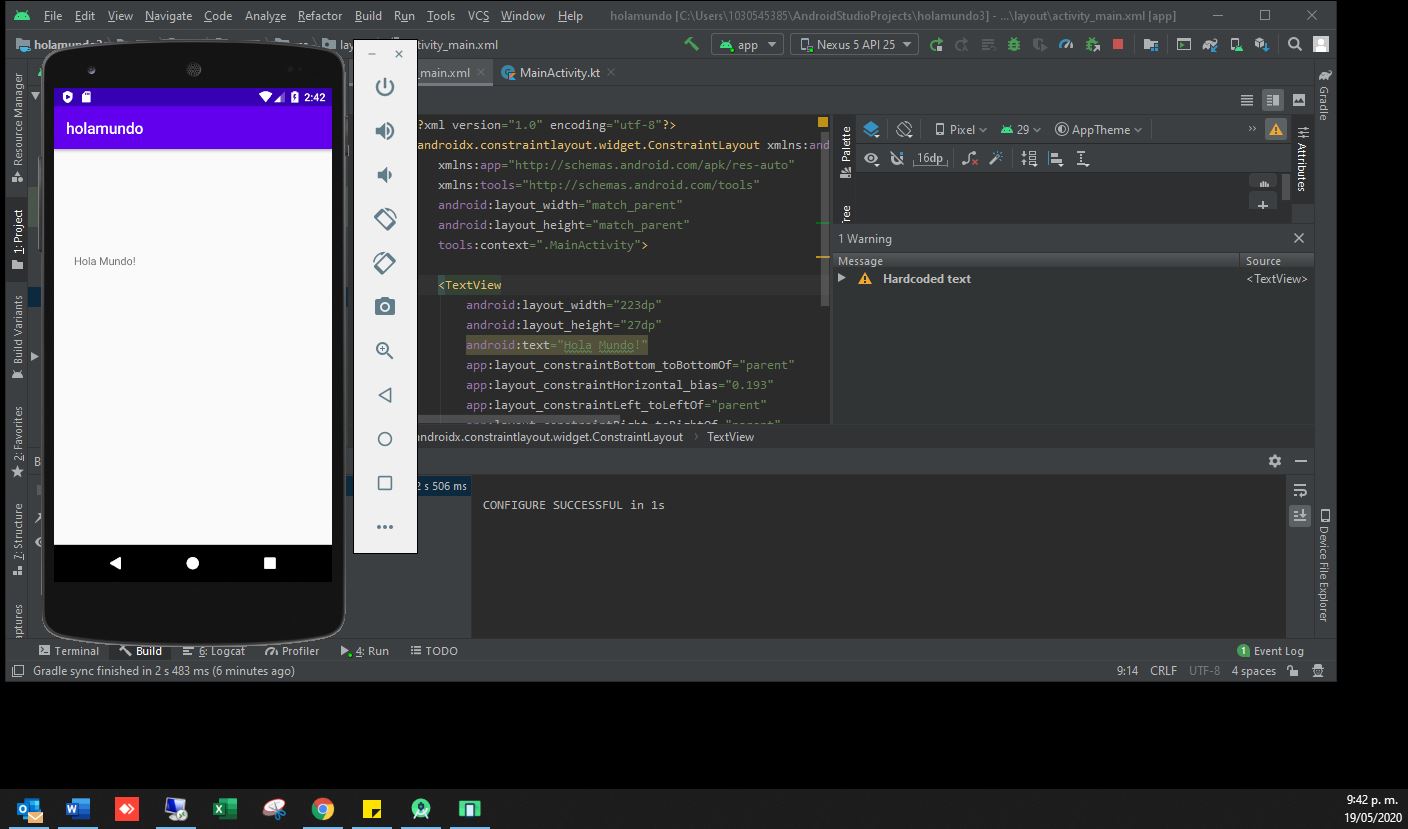 File Edit View Navigate Code Analyze Refactor Build Run Tools VCS Window Help holamundo [C:\Users\1030545385\AndroidStudioProjects\holamundo3] - ...\layout\activity_main.xml [app]
app Nexus 5 API 25
_main.xml MainActivity.kt
2:42
holamundo
Hola Mundo!
Resource Manager
1: Project
Build Variants
2: Favorites
7: Structure
?xml version="1.0" encoding="utf-8"?>
androidx.constraintlayout.widget.ConstraintLayout xmlns:and
xmlns:app="http://schemas.android.com/apk/res-auto"
xmlns:tools="http://schemas.android.com/tools"
android:layout_width="match_parent"
android:layout_height="match_parent"
tools:context=".MainActivity">
<TextView
android:layout_width="223dp"
android:layout_height="27dp"
android:text="Hola Mundo!"
app:layout_constraintBottom_toBottomOf="parent"
app:layout_constraintHorizontal_bias="0.193"
app:layout_constraintLeft_toLeftOf="parent"
app:layout_constraintRight_toRightOf="parent"
ndroidx.constraintlayout.widget.ConstraintLayout › TextView
Palette
Pixel 29 AppTheme »
16dp
Attributes
Gradle
1 Warning
Message Source
Hardcoded text <TextView>
2 s 506 ms
CONFIGURE SUCCESSFUL in 1s
Device File Explorer
Terminal Build 6: Logcat Profiler 4: Run TODO 1 Event Log
Gradle sync finished in 2 s 483 ms (6 minutes ago) 9:14 CRLF UTF-8 4 spaces
9:42 p. m.
19/05/2020